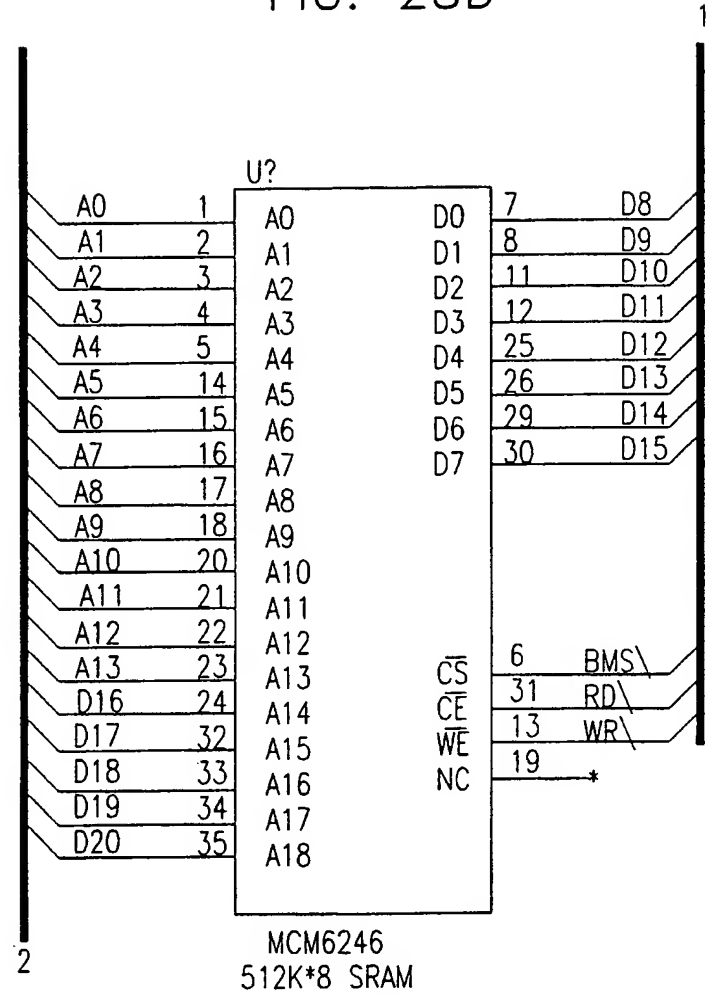 1
U?
A0 1 A0 D0 7 D8
A1 2 A1 D1 8 D9
A2 3 A2 D2 11 D10
A3 4 A3 D3 12 D11
A4 5 A4 D4 25 D12
A5 14 A5 D5 26 D13
A6 15 A6 D6 29 D14
A7 16 A7 D7 30 D15
A8 17 A8
A9 18 A9
A10 20 A10
A11 21 A11
A12 22 A12
A13 23 A13 CS 6 BMS\
D16 24 A14 CE 31 RD\
D17 32 A15 WE 13 WR\
D18 33 A16 NC 19 *
D19 34 A17
D20 35 A18
2
MCM6246
512K*8 SRAM